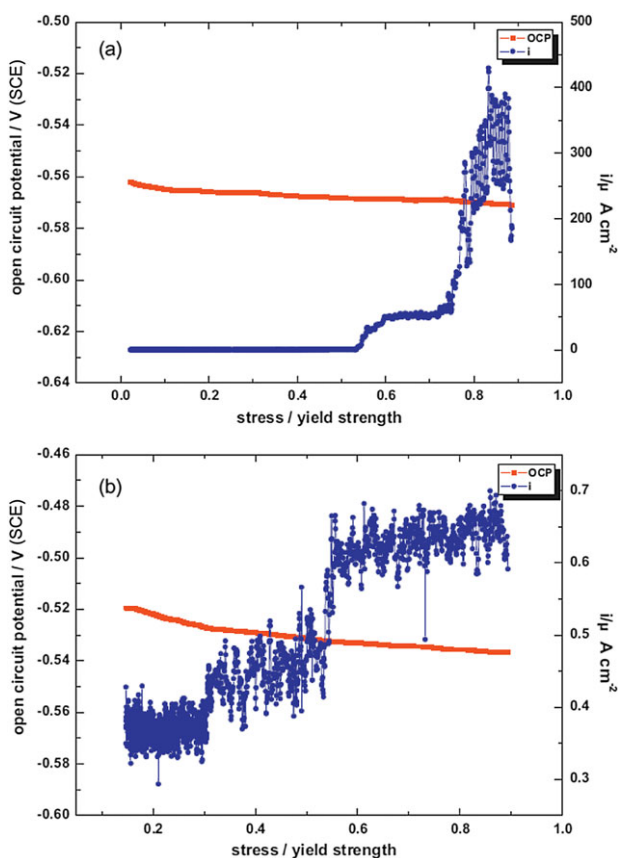 (a)
OCP
i
open circuit potential / V (SCE)
-0.50
-0.52
-0.54
-0.56
-0.58
-0.60
-0.62
-0.64
500
400
300
200
100
0
i/μ A cm-2
0.0 0.2 0.4 0.6 0.8 1.0
stress / yield strength
(b)
OCP
i
open circuit potential / V (SCE)
-0.46
-0.48
-0.50
-0.52
-0.54
-0.56
-0.58
-0.60
0.7
0.6
0.5
0.4
0.3
i/μ A cm-2
0.2 0.4 0.6 0.8 1.0
stress / yield strength